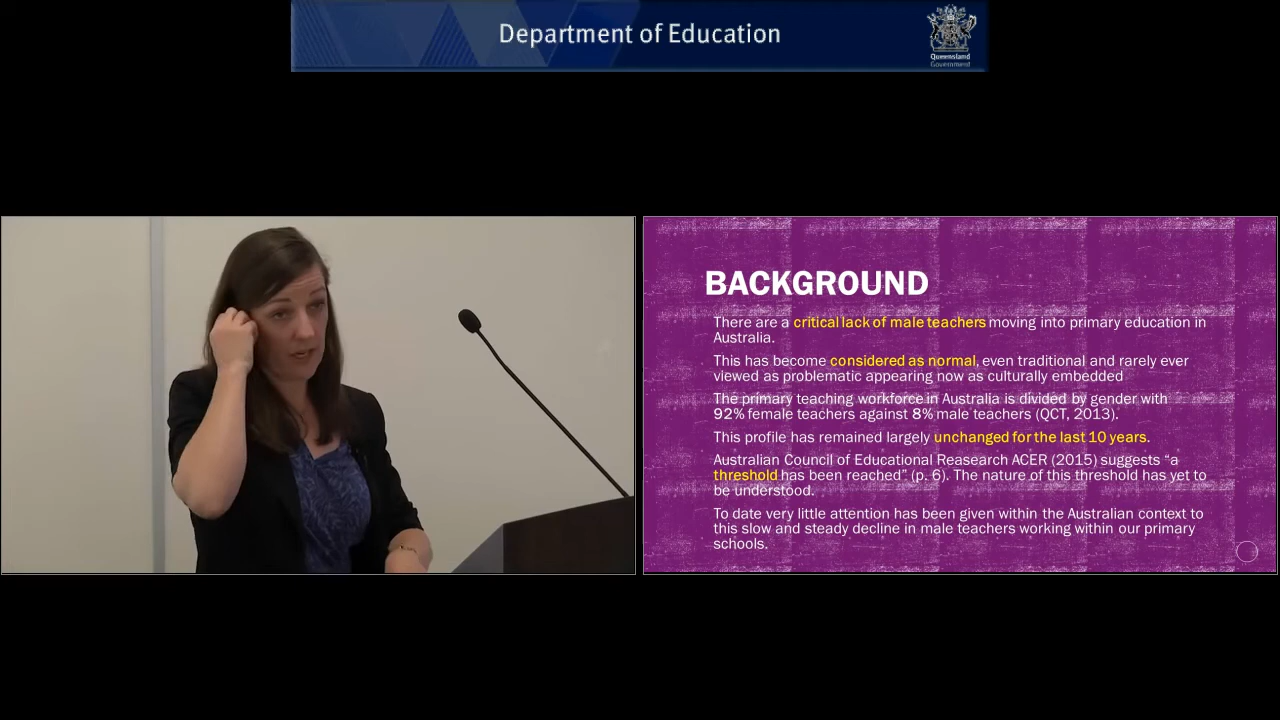 Department of Education
Queensland
Government
BACKGROUND
There are a critical lack of male teachers moving into primary education in
Australia.
This has become considered as normal, even traditional and rarely ever
viewed as problematic appearing now as culturally embedded
The primary teaching workforce in Australia is divided by gender with
92% female teachers against 8% male teachers (QCT, 2013).
This profile has remained largely unchanged for the last 10 years.
Australian Council of Educational Reasearch ACER (2015) suggests “a
threshold has been reached”. (p. 6). The nature of this threshold has yet to
be understood.
To date very little attention has been given within the Australian context to
this slow and steady decline in male teachers working within our primary
schools.